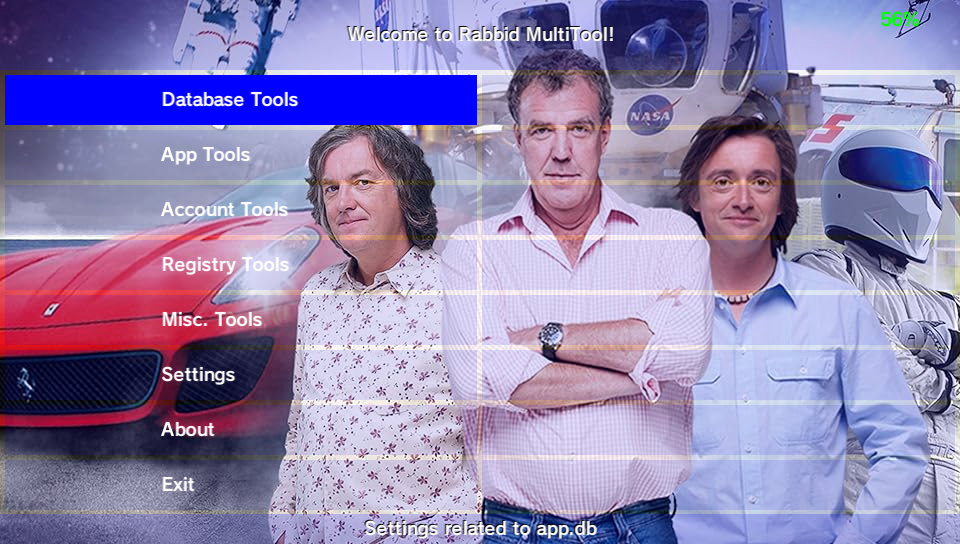 Welcome to Rabbid MultiTool!
56%
NASA
Database Tools
App Tools
Account Tools
Registry Tools
Misc. Tools
Settings
About
Exit
Settings related to app.db